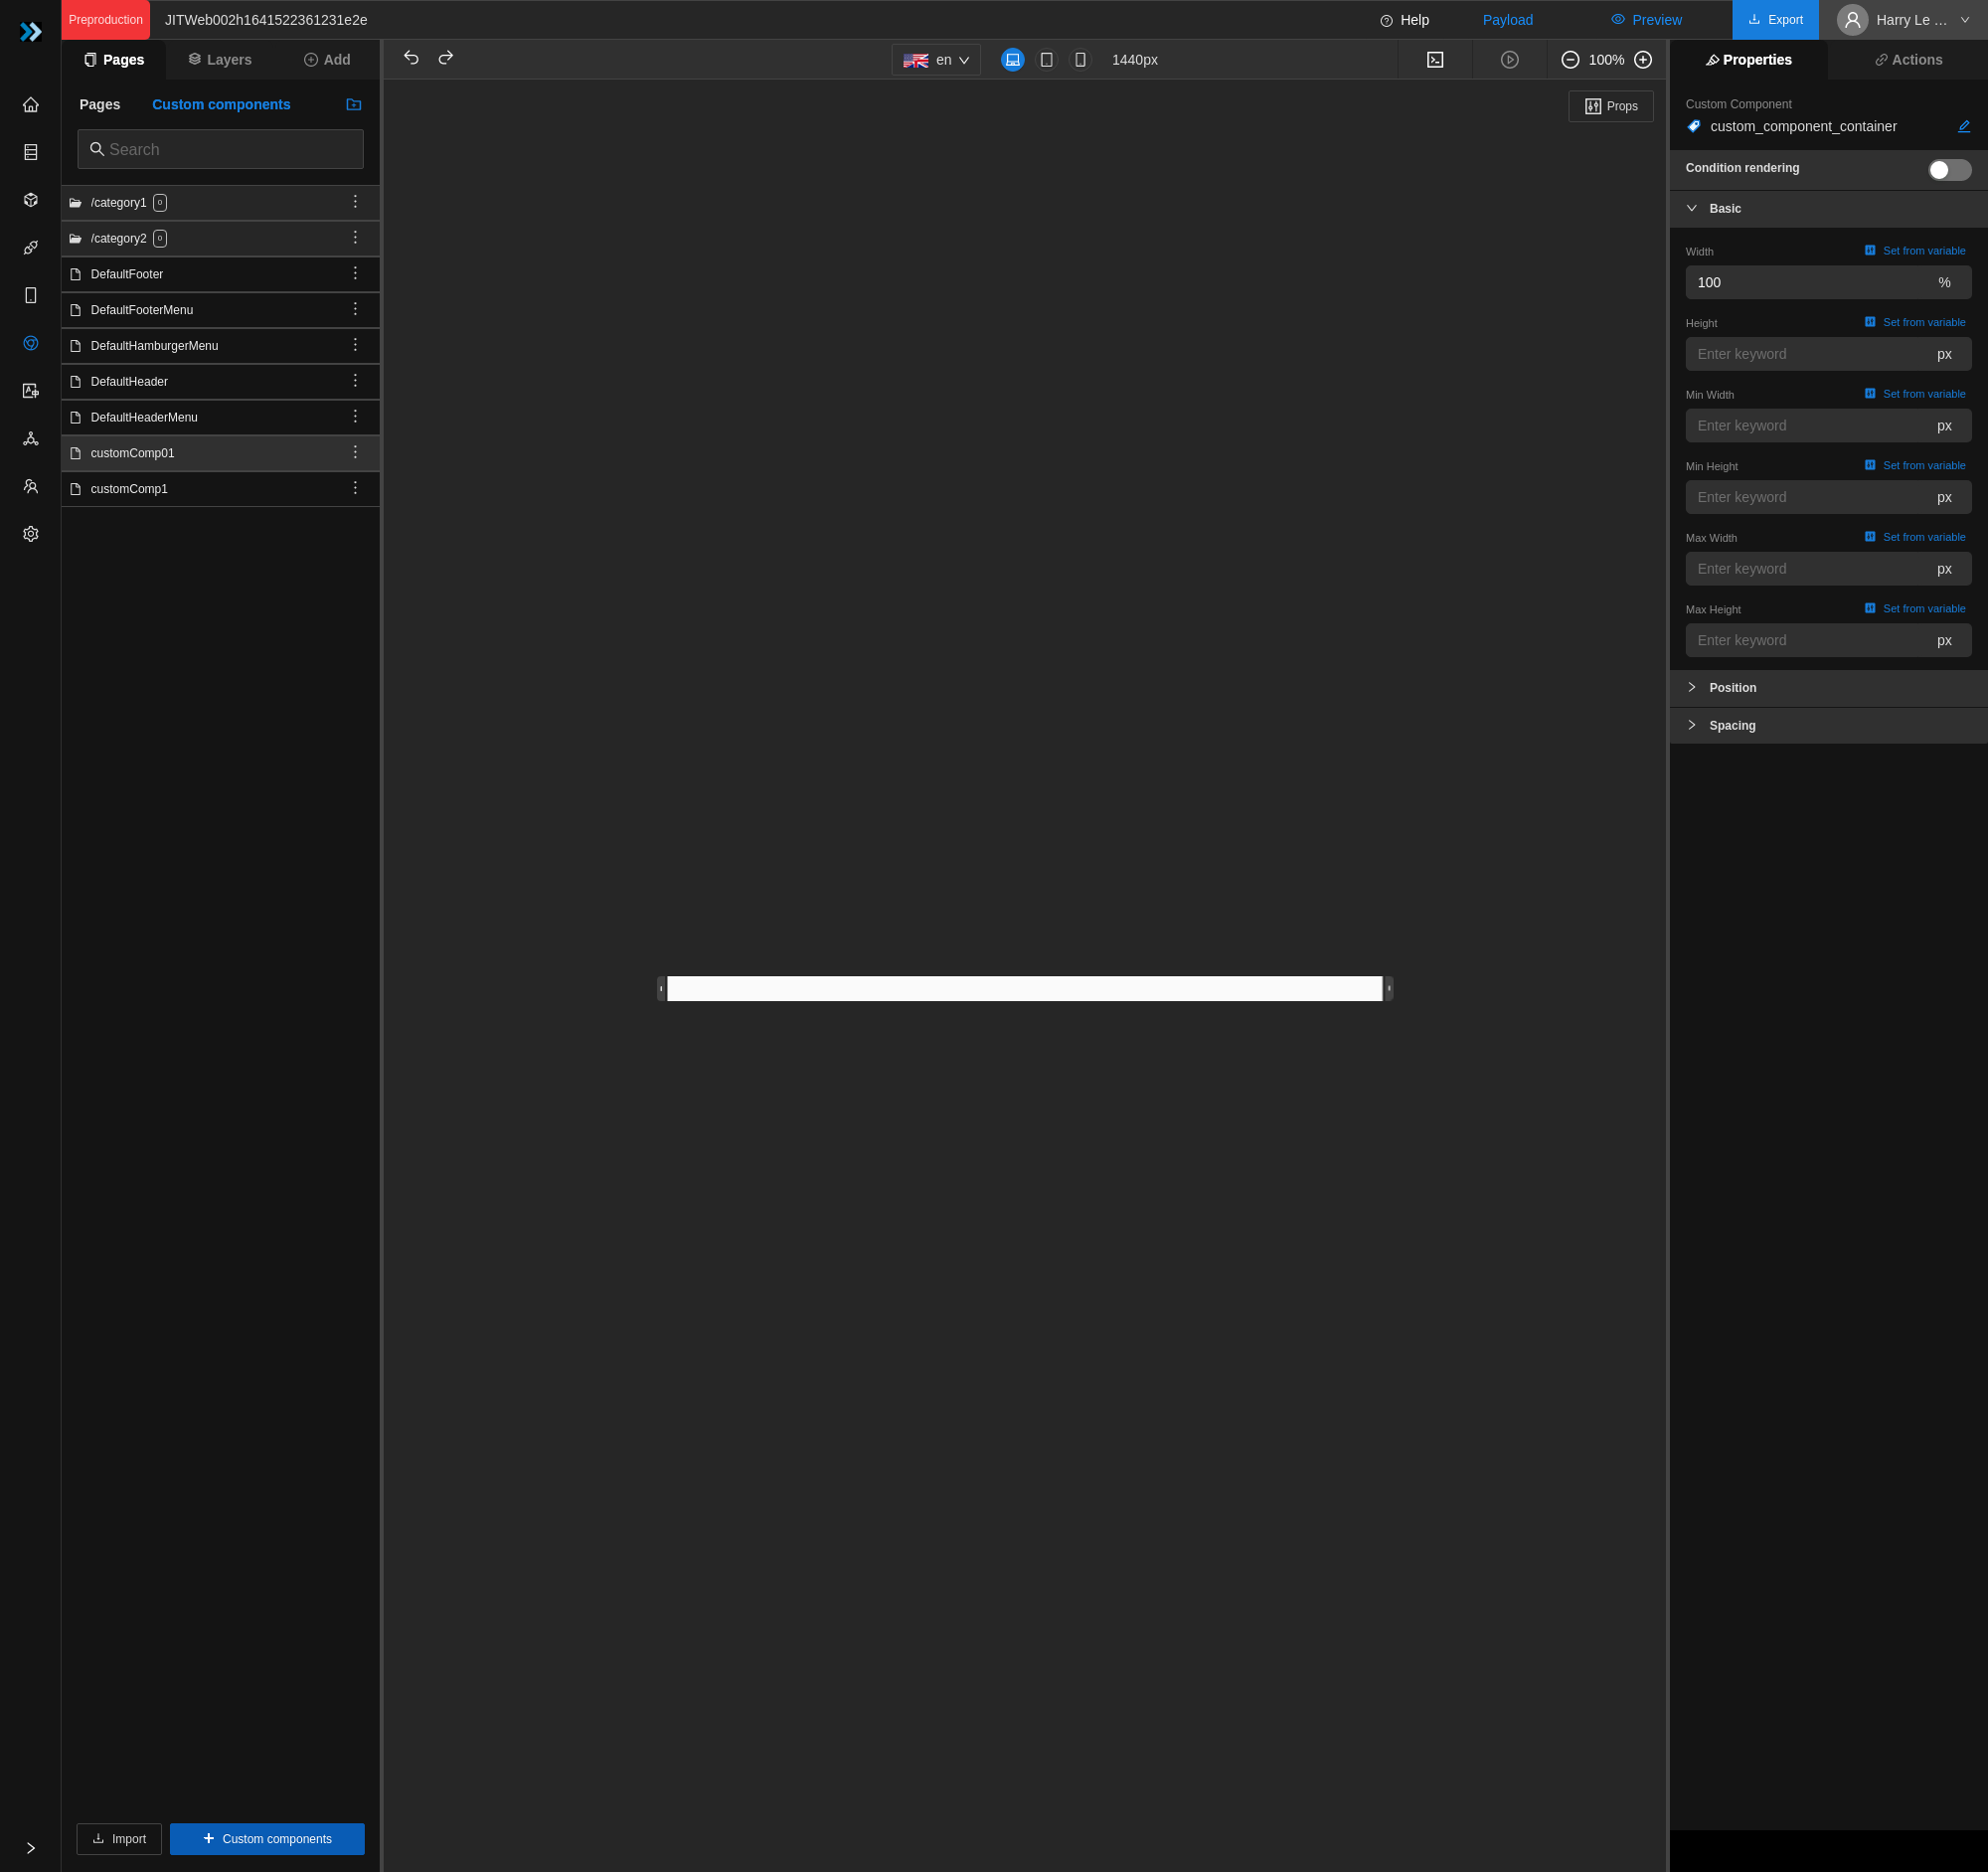 Preproduction JITWeb002h1641522361231e2e Help Payload Preview Export Harry Le ...
Pages Layers Add
en 1440px 100%
Properties Actions
Pages Custom components
Search
/category1 0
/category2 0
DefaultFooter
DefaultFooterMenu
DefaultHamburgerMenu
DefaultHeader
DefaultHeaderMenu
customComp01
customComp1
Import Custom components
Props
Custom Component
custom_component_container
Condition rendering
Basic
Width Set from variable
100 %
Height Set from variable
Enter keyword px
Min Width Set from variable
Enter keyword px
Min Height Set from variable
Enter keyword px
Max Width Set from variable
Enter keyword px
Max Height Set from variable
Enter keyword px
Position
Spacing